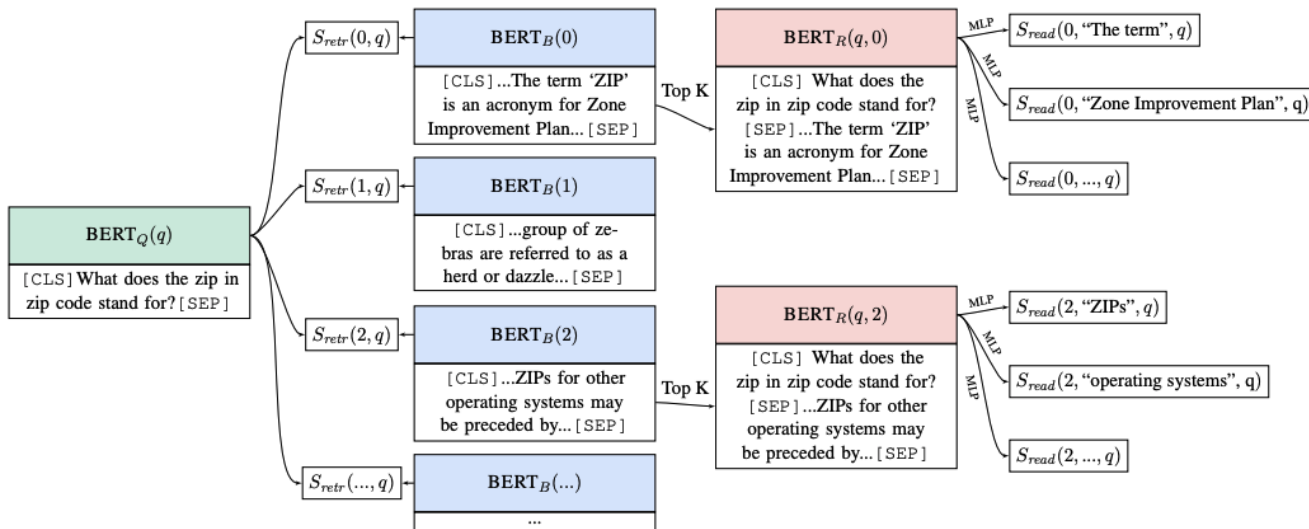 BERT_Q(q)
[CLS]What does the zip in
zip code stand for?[SEP]
S_retr(0, q)
S_retr(1, q)
S_retr(2, q)
S_retr(..., q)
BERT_B(0)
[CLS]...The term ‘ZIP’
is an acronym for Zone
Improvement Plan...[SEP]
BERT_B(1)
[CLS]...group of ze-
bras are referred to as a
herd or dazzle...[SEP]
BERT_B(2)
[CLS]...ZIPs for other
operating systems may
be preceded by...[SEP]
BERT_B(...)
...
Top K
Top K
BERT_R(q, 0)
[CLS] What does the
zip in zip code stand for?
[SEP]...The term ‘ZIP’
is an acronym for Zone
Improvement Plan...[SEP]
MLP
MLP
MLP
S_read(0, “The term”, q)
S_read(0, “Zone Improvement Plan”, q)
S_read(0, ..., q)
BERT_R(q, 2)
[CLS] What does the
zip in zip code stand for?
[SEP]...ZIPs for other
operating systems may
be preceded by...[SEP]
MLP
MLP
MLP
S_read(2, “ZIPs”, q)
S_read(2, “operating systems”, q)
S_read(2, ..., q)